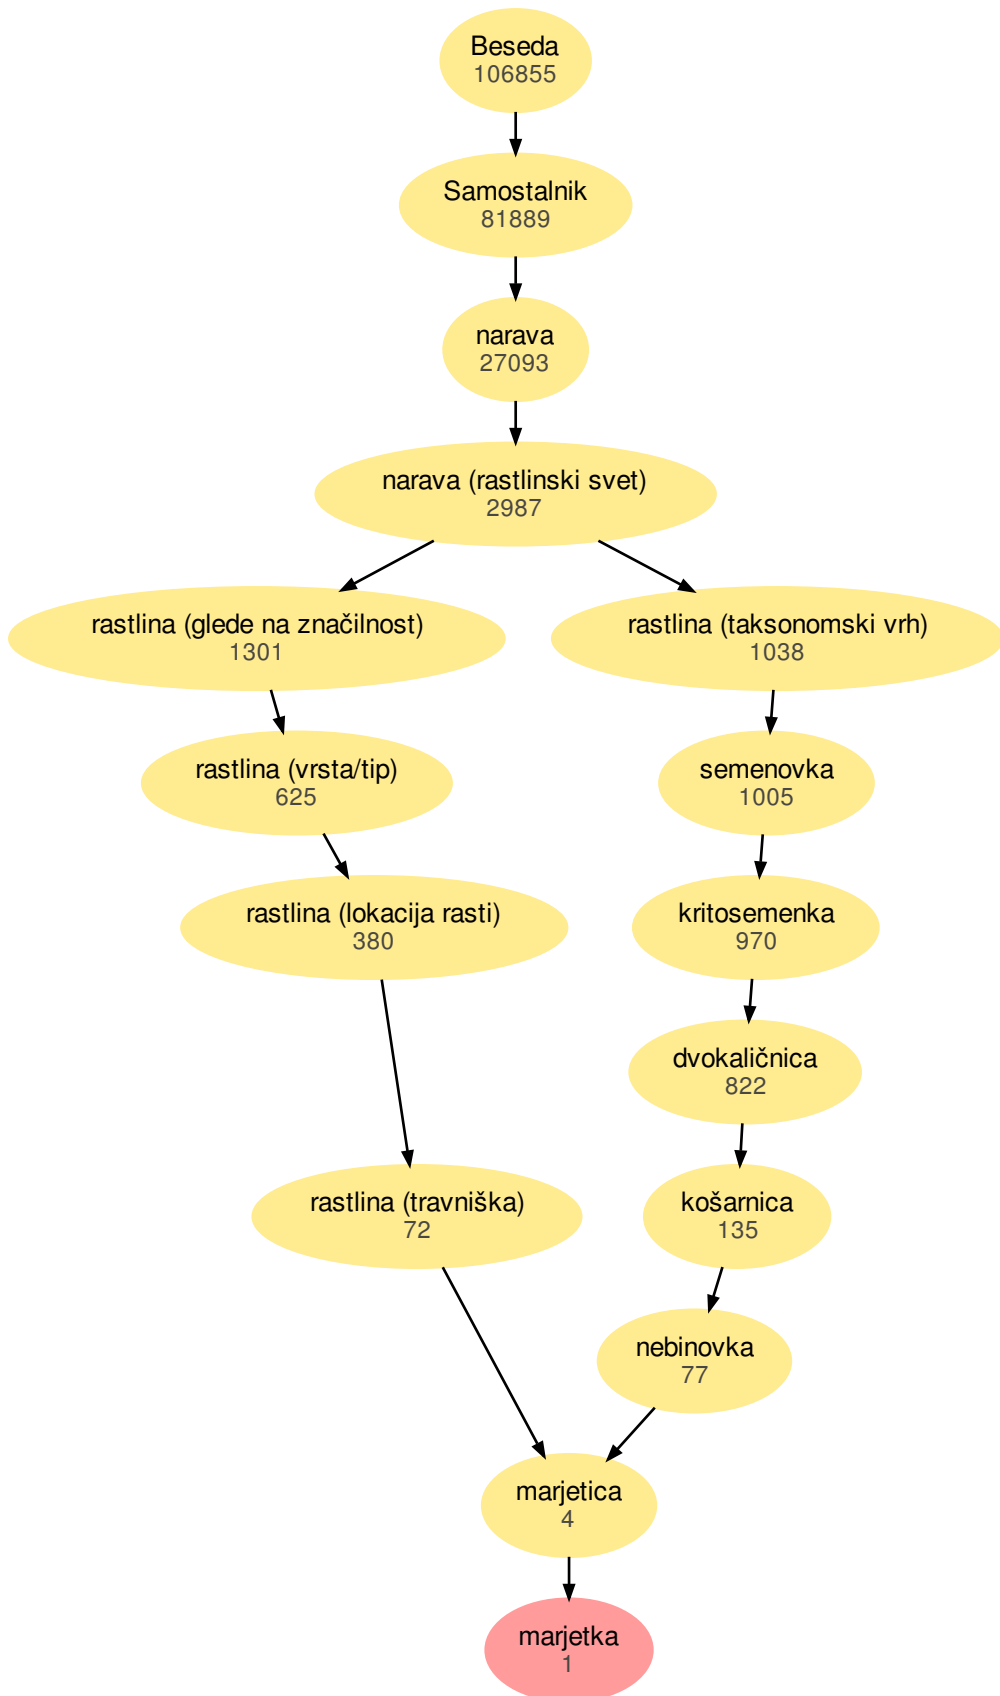 Beseda
106855
Samostalnik
81889
narava
27093
narava (rastlinski svet)
2987
rastlina (glede na značilnost)
1301
rastlina (taksonomski vrh)
1038
rastlina (vrsta/tip)
625
semenovka
1005
rastlina (lokacija rasti)
380
kritosemenka
970
dvokaličnica
822
rastlina (travniška)
72
košarnica
135
nebinovka
77
marjetica
4
marjetka
1